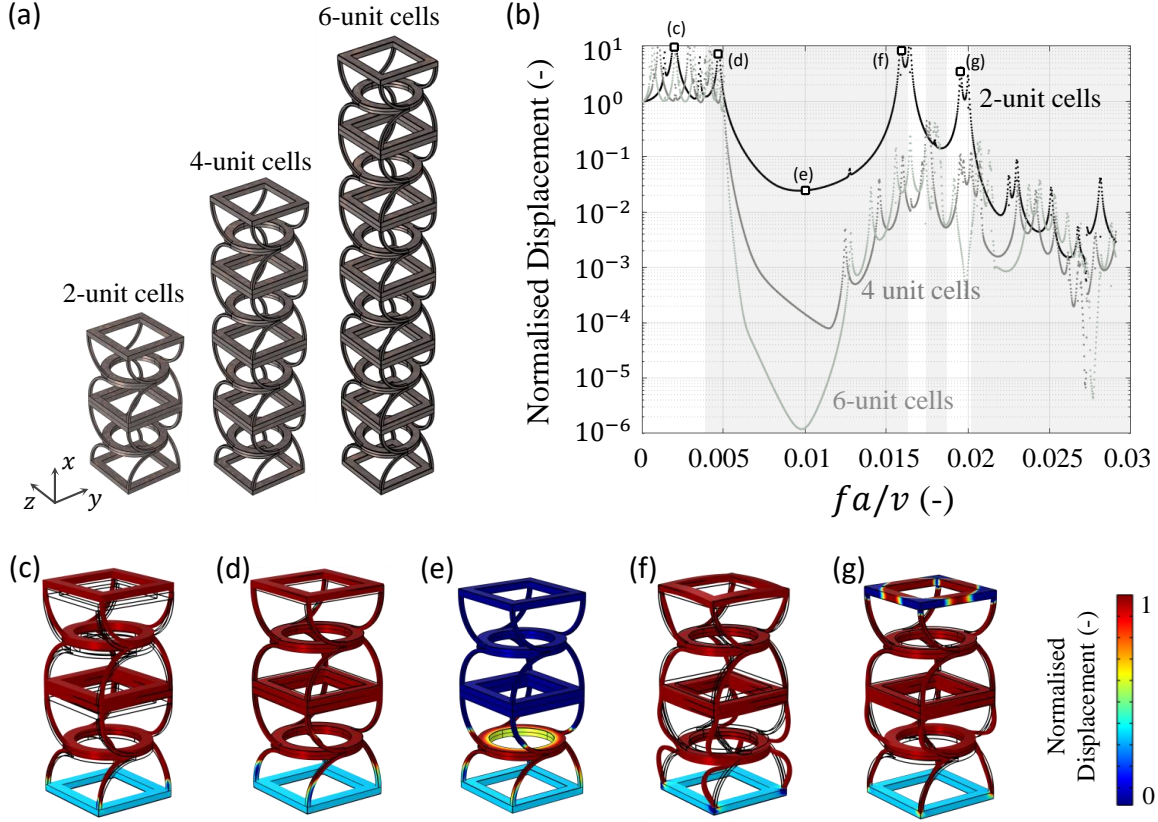 (a)
6-unit cells
4-unit cells
2-unit cells
x
z
y
(b)
Normalised Displacement (-)
10^1
10^0
10^-1
10^-2
10^-3
10^-4
10^-5
10^-6
(c)
(d)
(e)
(f)
(g)
2-unit cells
4 unit cells
6-unit cells
0
0.005
0.01
0.015
0.02
0.025
0.03
fa/v (-)
(c)
(d)
(e)
(f)
(g)
Normalised
Displacement (-)
1
0